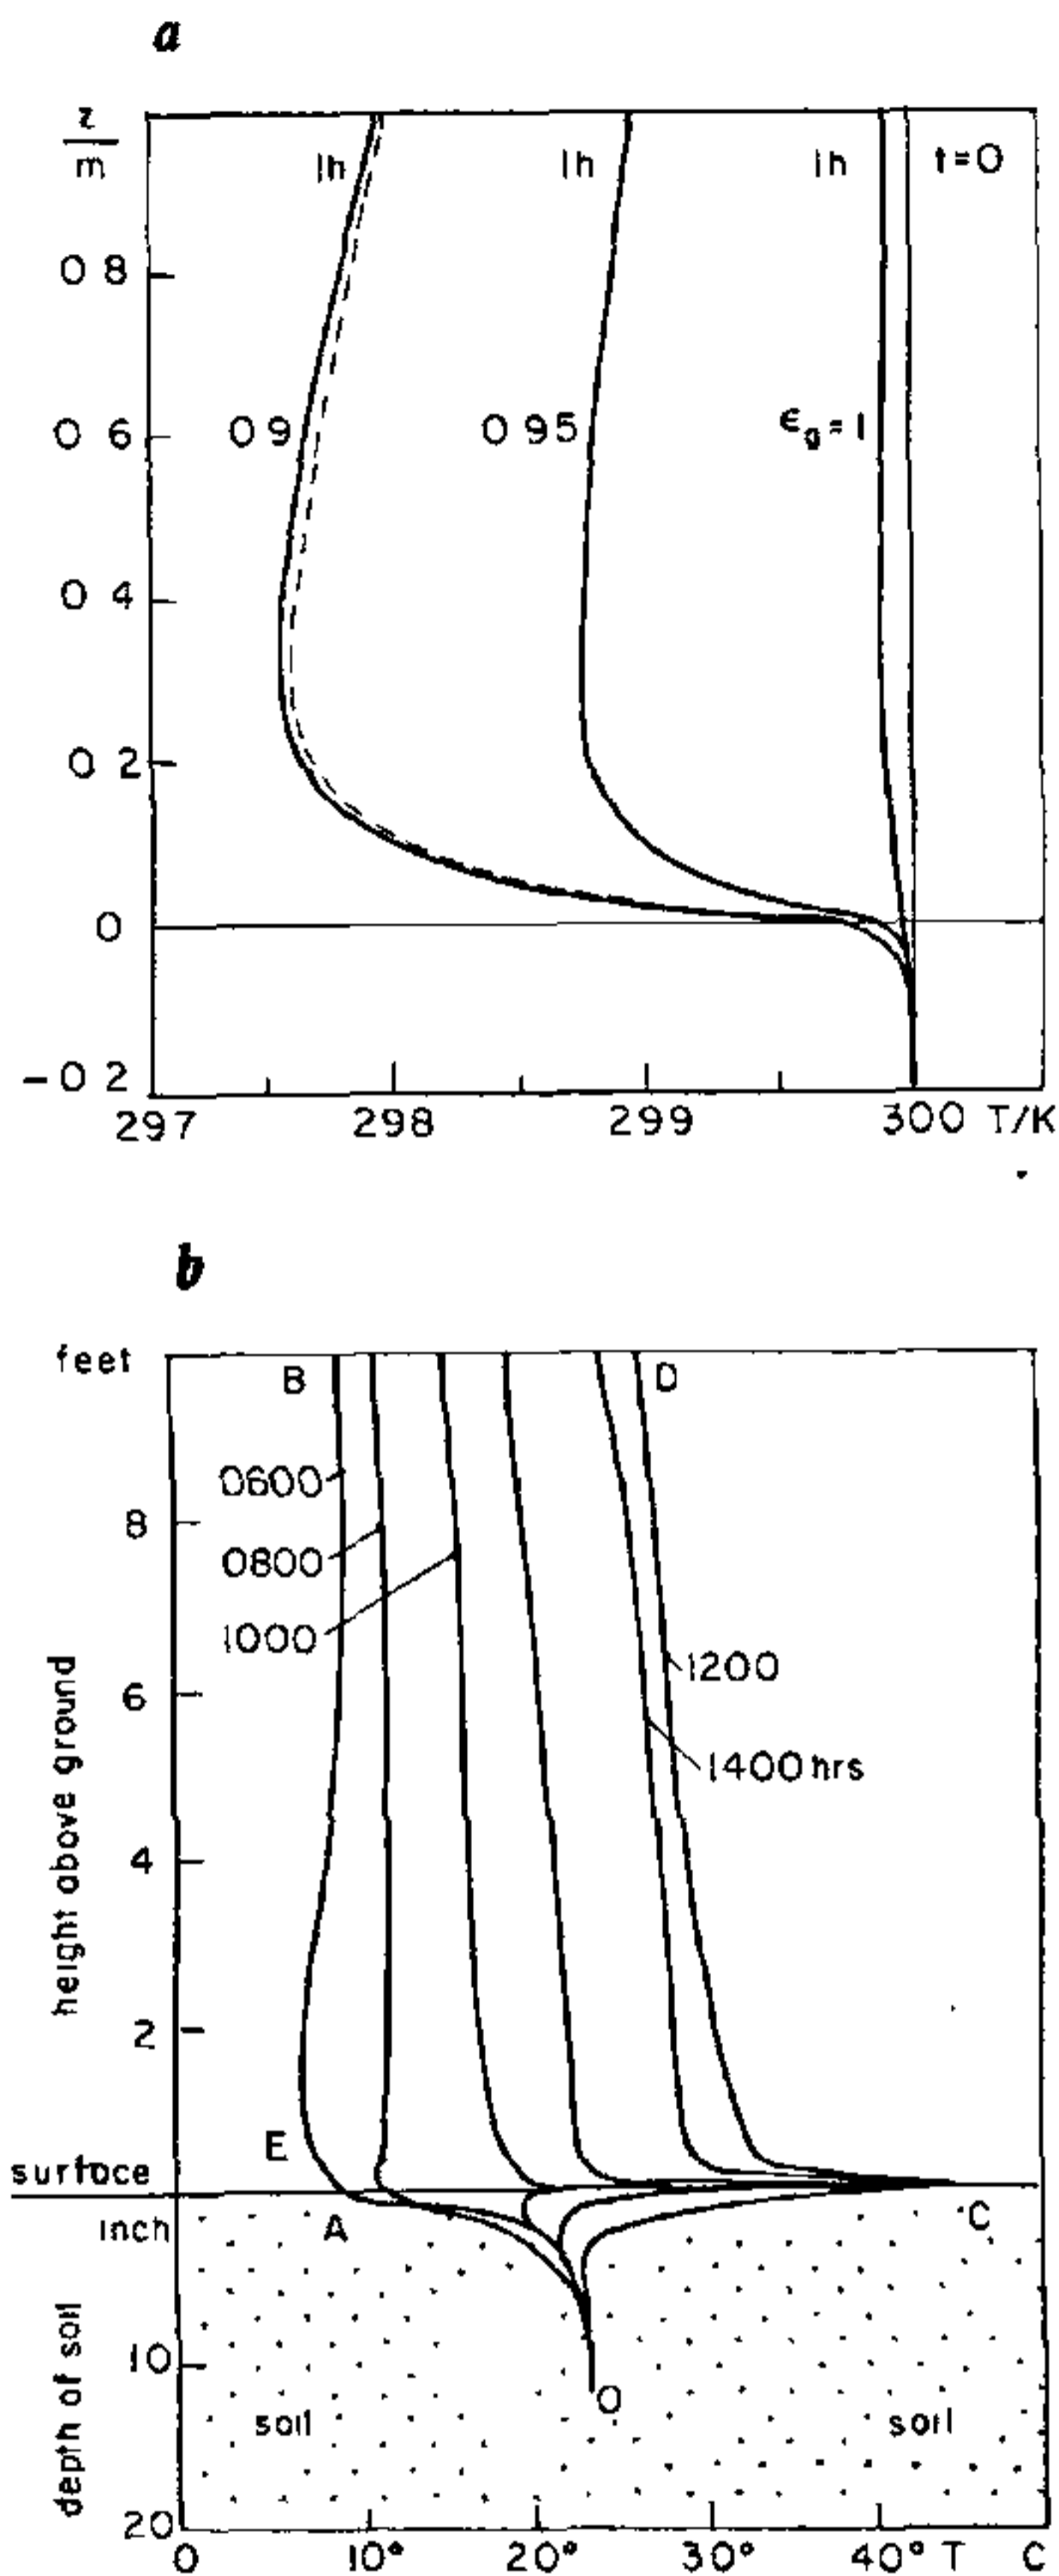 a
z
m
1h
1h
1h
t=0
0 8
0 6
0 9
0 95
ϵg=1
0 4
0 2
0
-0 2
297
298
299
300 T/K
b
feet
B
D
0600
8
0800
1000
6
1200
1400 hrs
4
height above ground
2
E
surface
inch
A
C
depth of soil
10
O
soil
soil
20
0
10°
20°
30°
40° T C